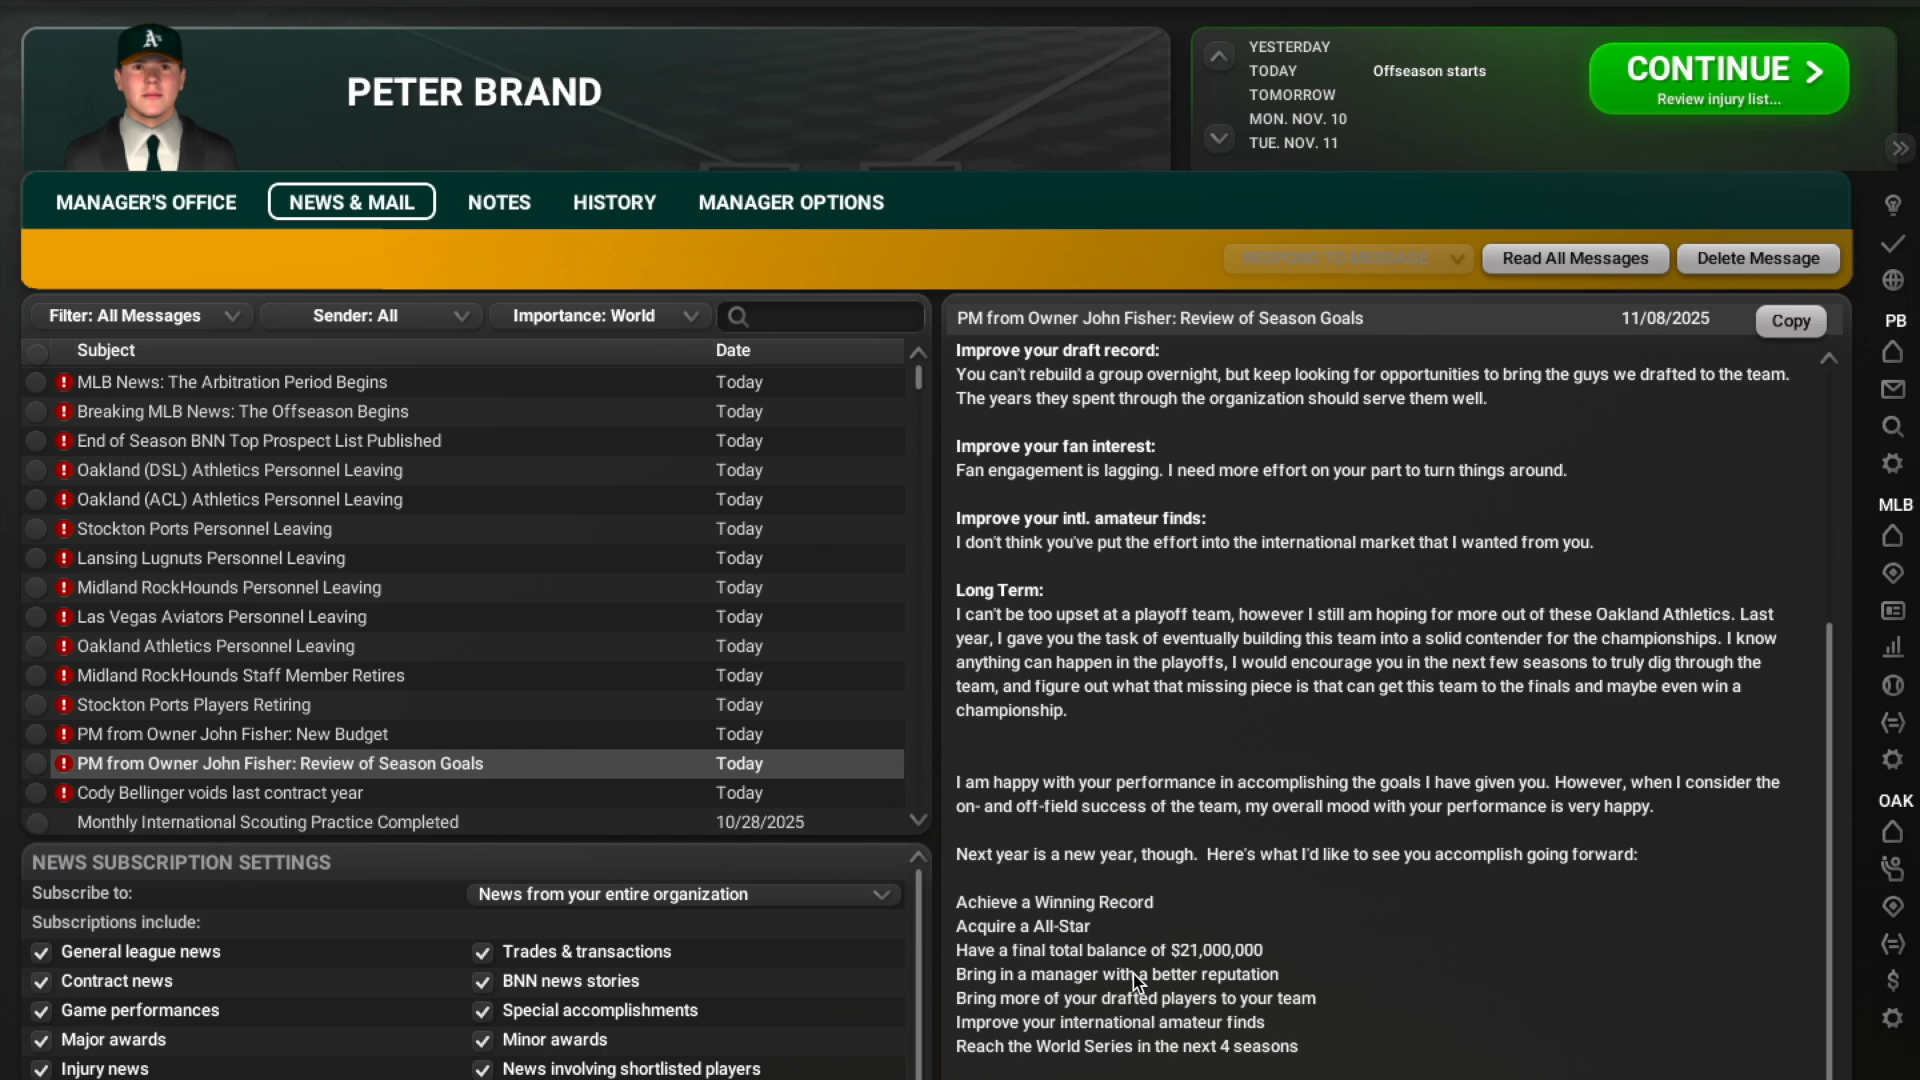 A's
PETER BRAND
YESTERDAY
TODAY Offseason starts
TOMORROW
MON. NOV. 10
TUE. NOV. 11
CONTINUE
Review injury list...
MANAGER'S OFFICE NEWS & MAIL NOTES HISTORY MANAGER OPTIONS
RESPOND TO MESSAGE Read All Messages Delete Message
Filter: All Messages Sender: All Importance: World
Subject Date
MLB News: The Arbitration Period Begins Today
Breaking MLB News: The Offseason Begins Today
End of Season BNN Top Prospect List Published Today
Oakland (DSL) Athletics Personnel Leaving Today
Oakland (ACL) Athletics Personnel Leaving Today
Stockton Ports Personnel Leaving Today
Lansing Lugnuts Personnel Leaving Today
Midland RockHounds Personnel Leaving Today
Las Vegas Aviators Personnel Leaving Today
Oakland Athletics Personnel Leaving Today
Midland RockHounds Staff Member Retires Today
Stockton Ports Players Retiring Today
PM from Owner John Fisher: New Budget Today
PM from Owner John Fisher: Review of Season Goals Today
Cody Bellinger voids last contract year Today
Monthly International Scouting Practice Completed 10/28/2025
NEWS SUBSCRIPTION SETTINGS
Subscribe to: News from your entire organization
Subscriptions include:
General league news Trades & transactions
Contract news BNN news stories
Game performances Special accomplishments
Major awards Minor awards
Injury news News involving shortlisted players
PM from Owner John Fisher: Review of Season Goals 11/08/2025 Copy
Improve your draft record:
You can't rebuild a group overnight, but keep looking for opportunities to bring the guys we drafted to the team.
The years they spent through the organization should serve them well.
Improve your fan interest:
Fan engagement is lagging. I need more effort on your part to turn things around.
Improve your intl. amateur finds:
I don't think you've put the effort into the international market that I wanted from you.
Long Term:
I can't be too upset at a playoff team, however I still am hoping for more out of these Oakland Athletics. Last
year, I gave you the task of eventually building this team into a solid contender for the championships. I know
anything can happen in the playoffs, I would encourage you in the next few seasons to truly dig through the
team, and figure out what that missing piece is that can get this team to the finals and maybe even win a
championship.
I am happy with your performance in accomplishing the goals I have given you. However, when I consider the
on- and off-field success of the team, my overall mood with your performance is very happy.
Next year is a new year, though. Here's what I'd like to see you accomplish going forward:
Achieve a Winning Record
Acquire a All-Star
Have a final total balance of $21,000,000
Bring in a manager with a better reputation
Bring more of your drafted players to your team
Improve your international amateur finds
Reach the World Series in the next 4 seasons
PB
MLB
OAK